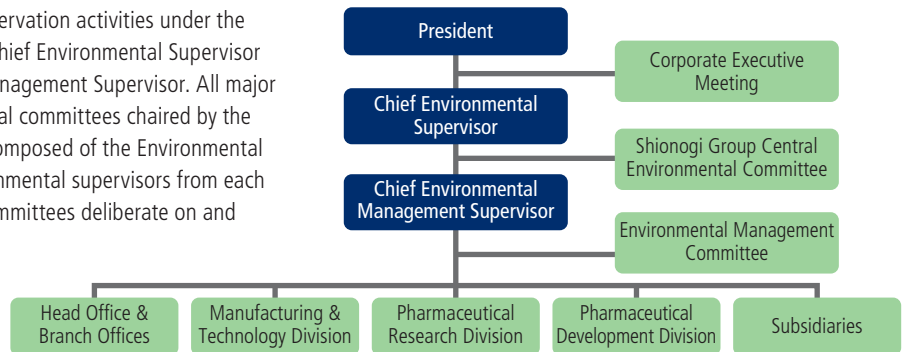 ervation activities under the
hief Environmental Supervisor
nagement Supervisor. All major
al committees chaired by the
omposed of the Environmental
nmental supervisors from each
mmittees deliberate on and
President
Corporate Executive
Meeting
Chief Environmental
Supervisor
Shionogi Group Central
Environmental Committee
Chief Environmental
Management Supervisor
Environmental Management
Committee
Head Office &
Branch Offices
Manufacturing &
Technology Division
Pharmaceutical
Research Division
Pharmaceutical
Development Division
Subsidiaries